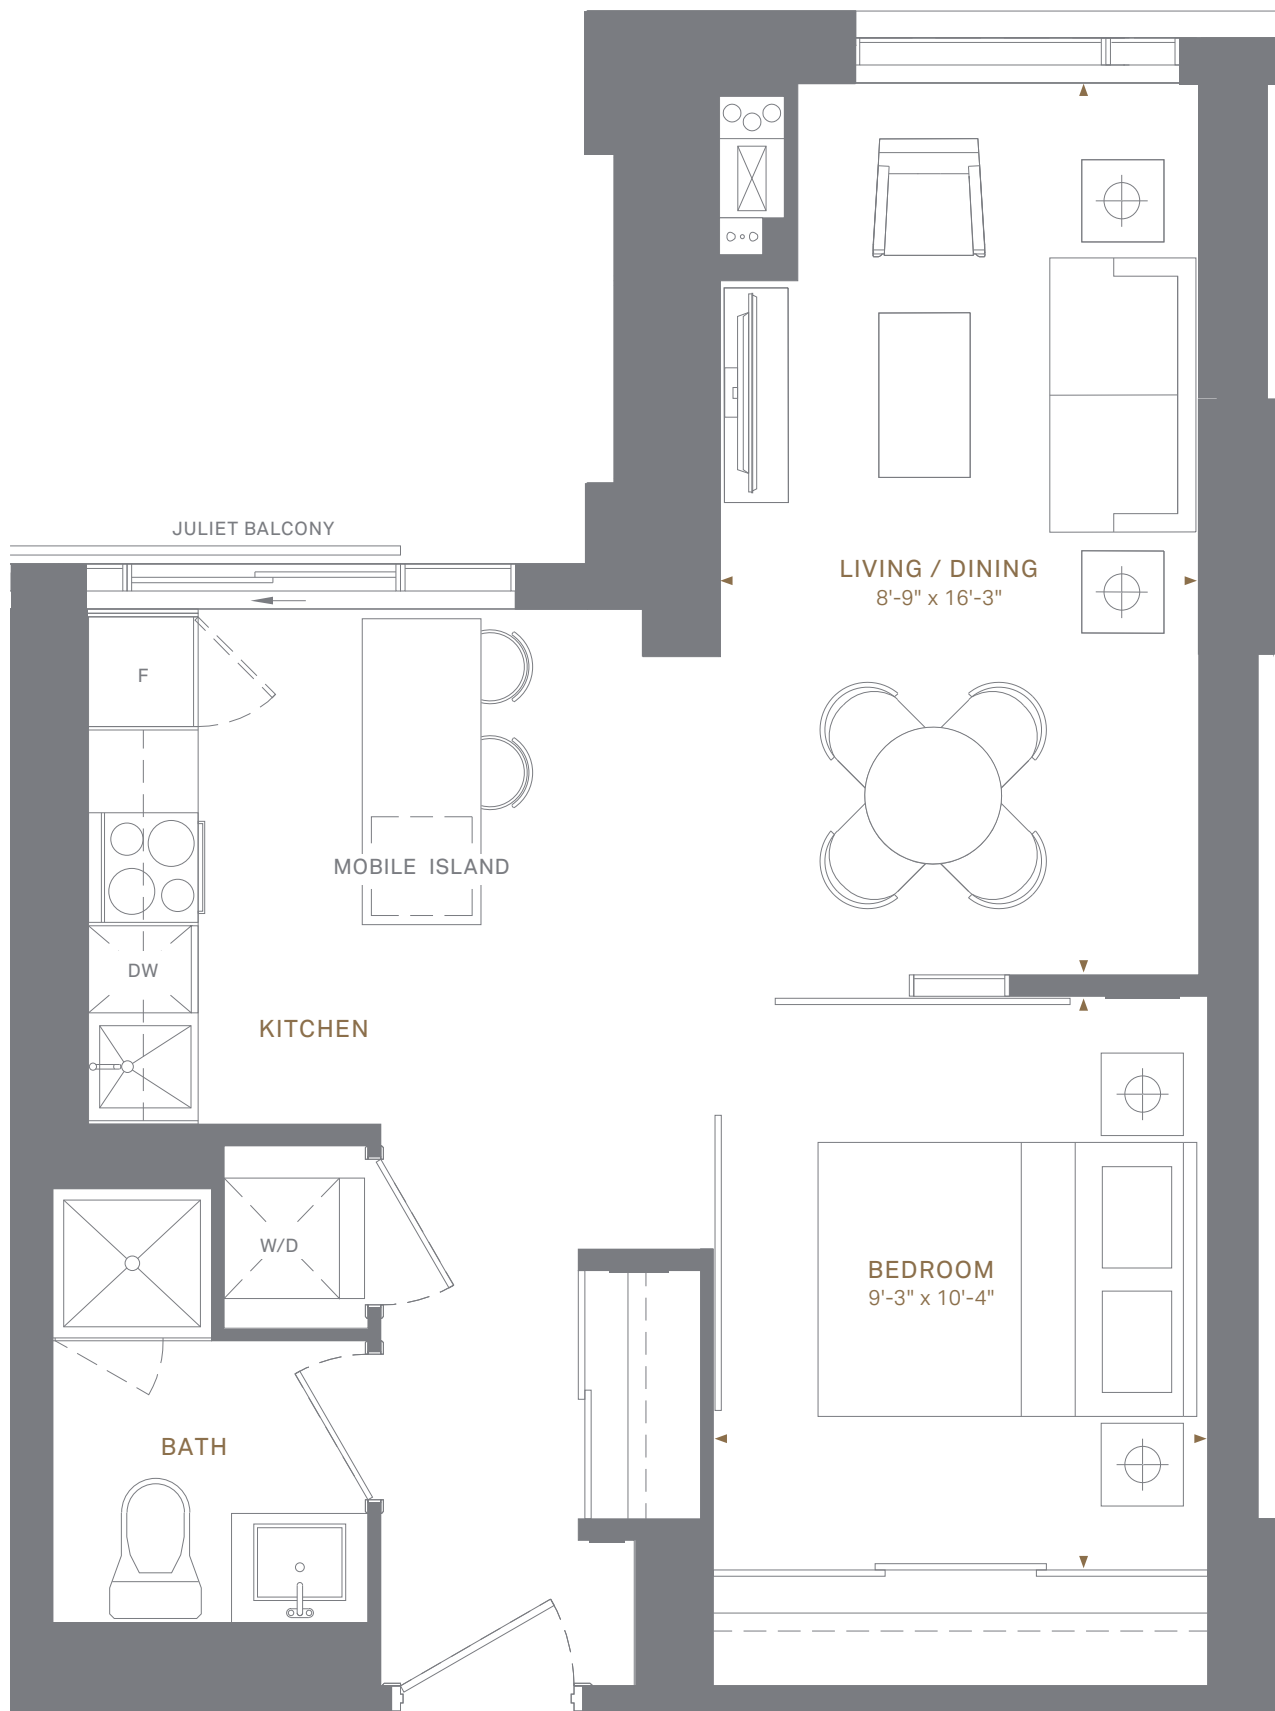 JULIET BALCONY
LIVING / DINING
8'-9" x 16'-3"
F
MOBILE ISLAND
DW
KITCHEN
W/D
BEDROOM
9'-3" x 10'-4"
BATH